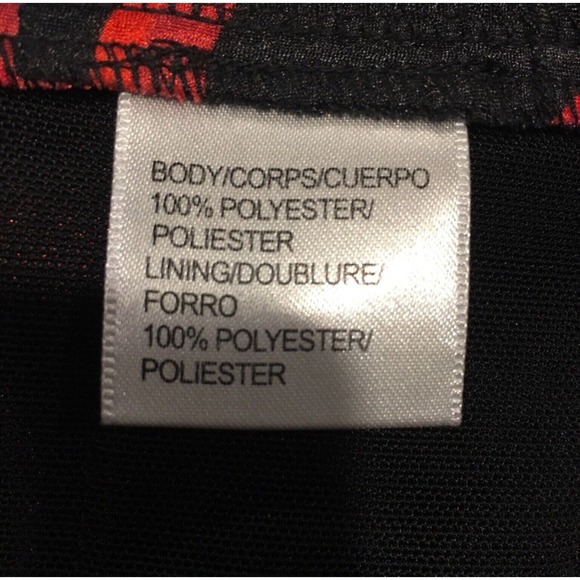 BODY/CORPS/CUERPO
100% POLYESTER/
POLIESTER
LINING/DOUBLURE/
FORRO
100% POLYESTER/
POLIESTER